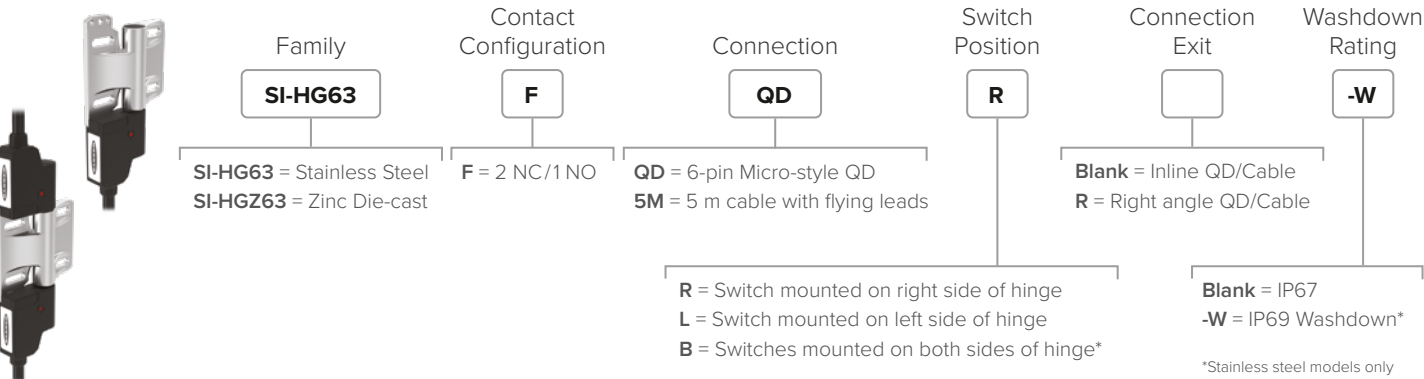 Family
Contact
Configuration
Connection
Switch
Position
Connection
Exit
Washdown
Rating
SI-HG63
F
QD
R
-W
SI-HG63 = Stainless Steel
SI-HGZ63 = Zinc Die-cast
F = 2 NC/1 NO
QD = 6-pin Micro-style QD
5M = 5 m cable with flying leads
Blank = Inline QD/Cable
R = Right angle QD/Cable
R = Switch mounted on right side of hinge
L = Switch mounted on left side of hinge
B = Switches mounted on both sides of hinge*
Blank = IP67
-W = IP69 Washdown*
*Stainless steel models only